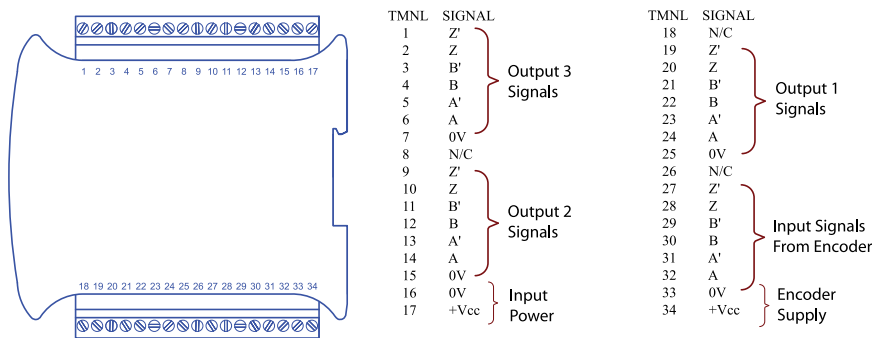 1 2 3 4 5 6 7 8 9 10 11 12 13 14 15 16 17
18 19 20 21 22 23 24 25 26 27 28 29 30 31 32 33 34
TMNL SIGNAL
1 Z'
2 Z
3 B'
4 B
5 A'
6 A
7 0V
8 N/C
9 Z'
10 Z
11 B'
12 B
13 A'
14 A
15 0V
16 0V
17 +Vcc
Output 3
Signals
Output 2
Signals
Input
Power
TMNL SIGNAL
18 N/C
19 Z'
20 Z
21 B'
22 B
23 A'
24 A
25 0V
26 N/C
27 Z'
28 Z
29 B'
30 B
31 A'
32 A
33 0V
34 +Vcc
Output 1
Signals
Input Signals
From Encoder
Encoder
Supply